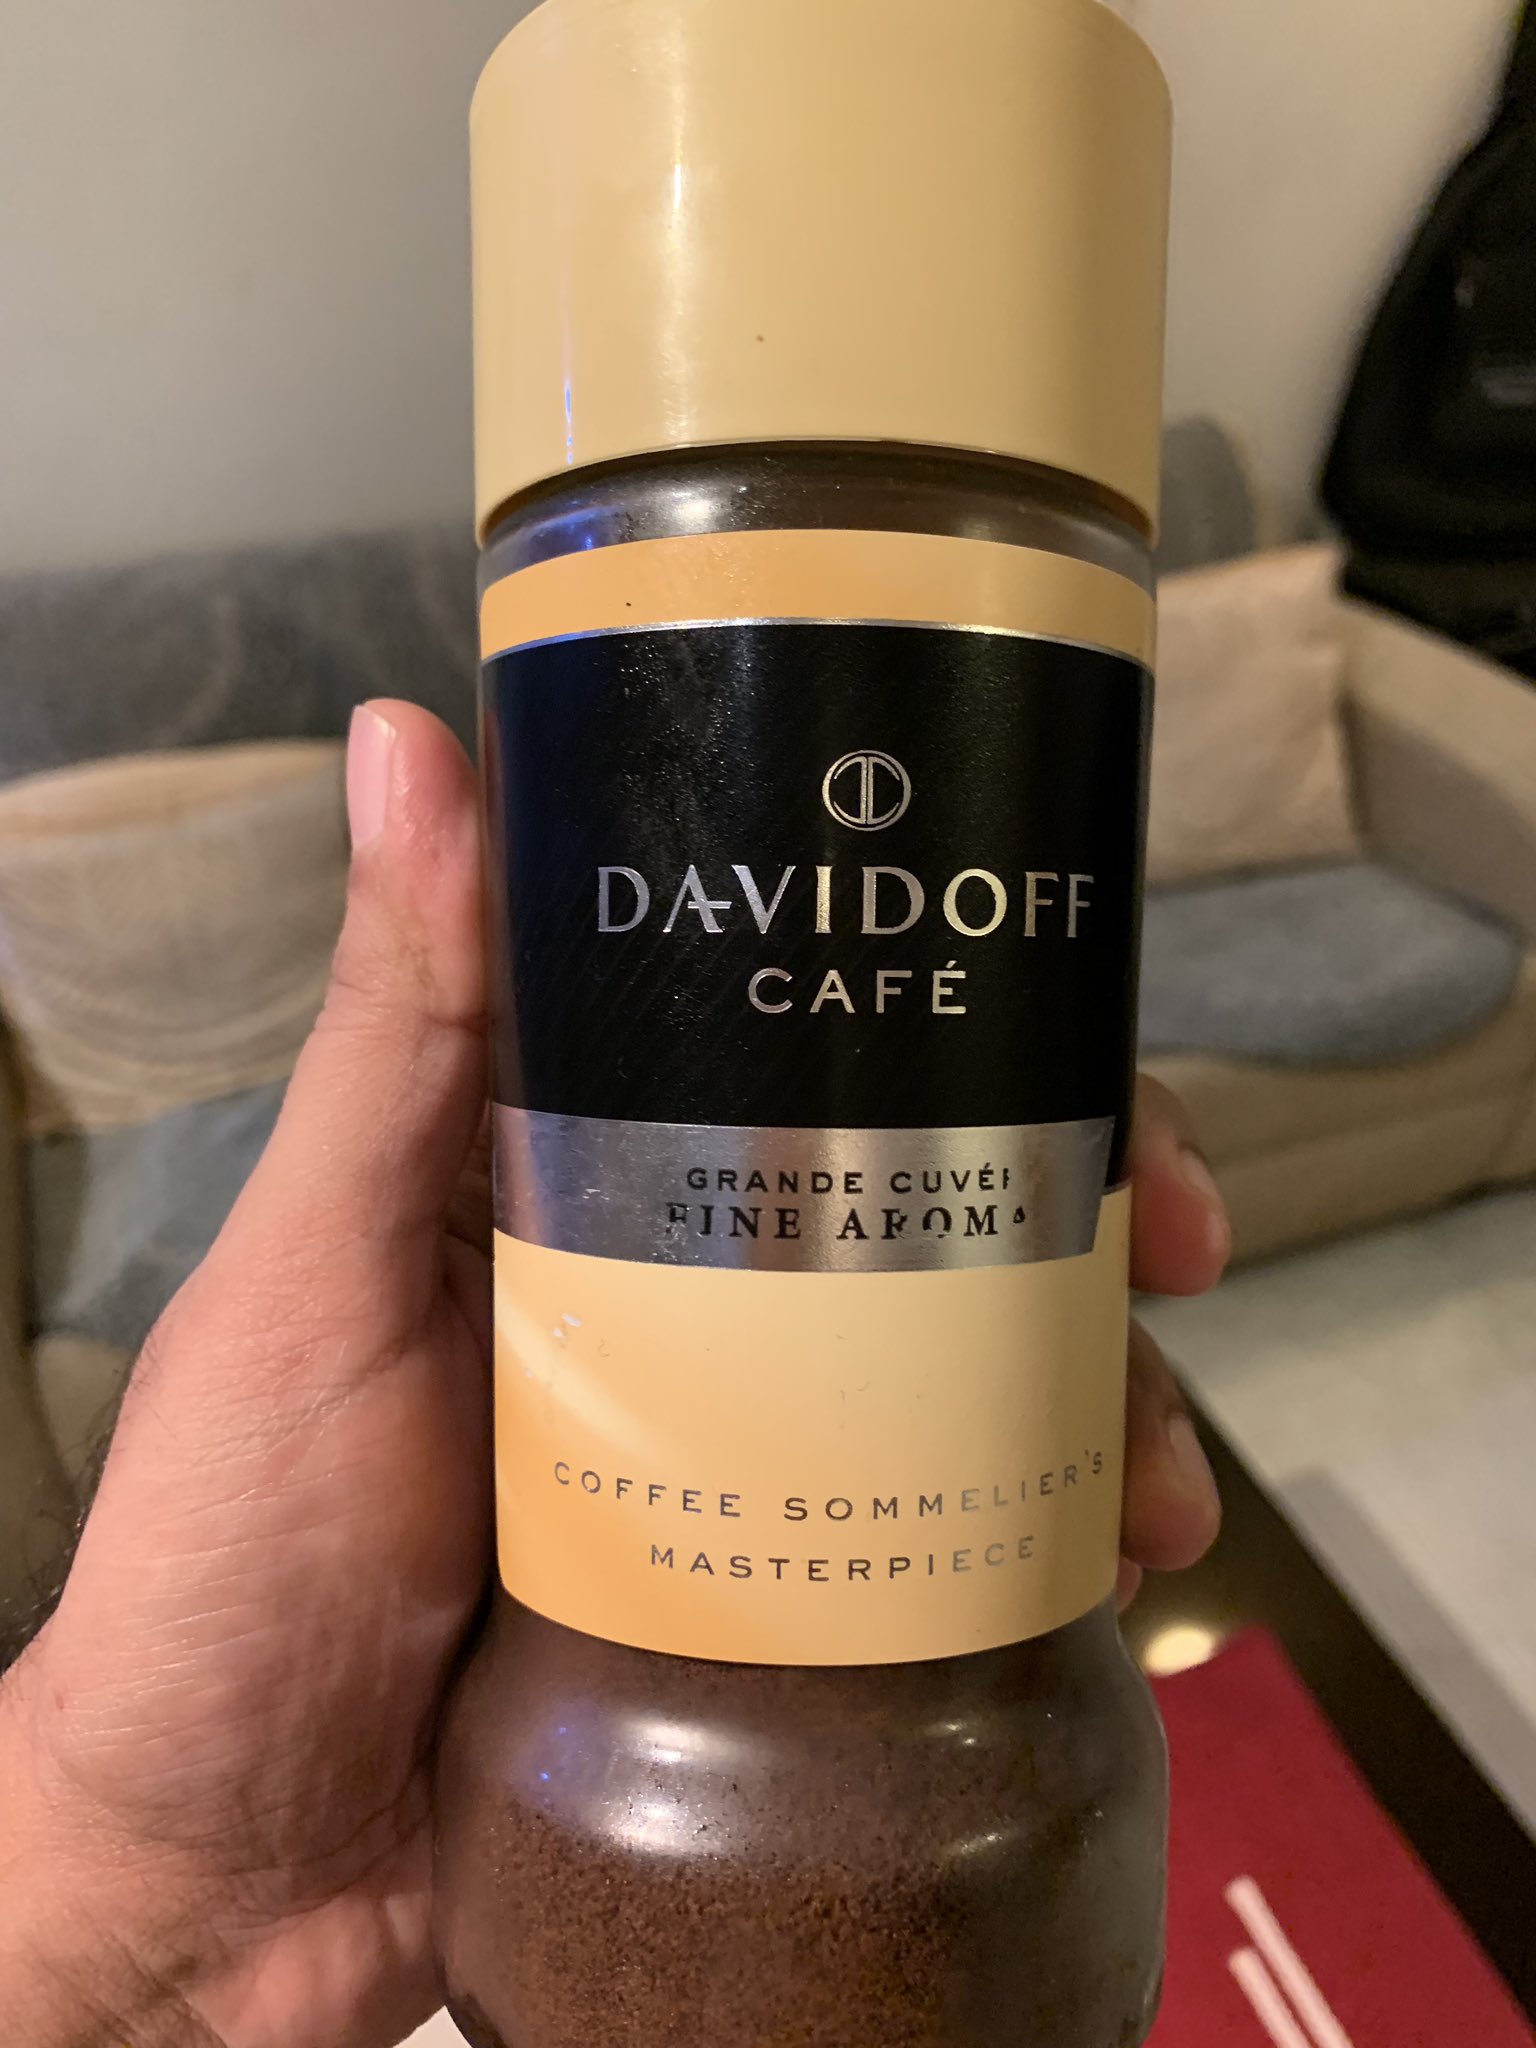 DAVIDOFF
CAFÉ
GRANDE CUVÉE
FINE AROMA
COFFEE SOMMELIER'S
MASTERPIECE